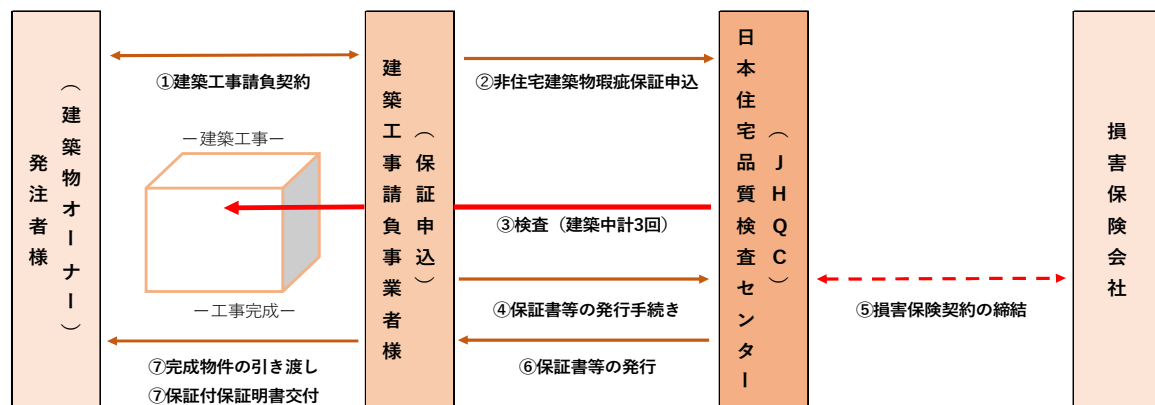 発注者様
（建築物オーナー）
①建築工事請負契約
ー建築工事ー
ー工事完成ー
⑦完成物件の引き渡し
⑦保証付保証明書交付
建築工事請負事業者様
（保証申込）
②非住宅建築物瑕疵保証申込
③検査（建築中計3回）
④保証書等の発行手続き
⑥保証書等の発行
日本住宅品質検査センター
（JHQC）
⑤損害保険契約の締結
損害保険会社